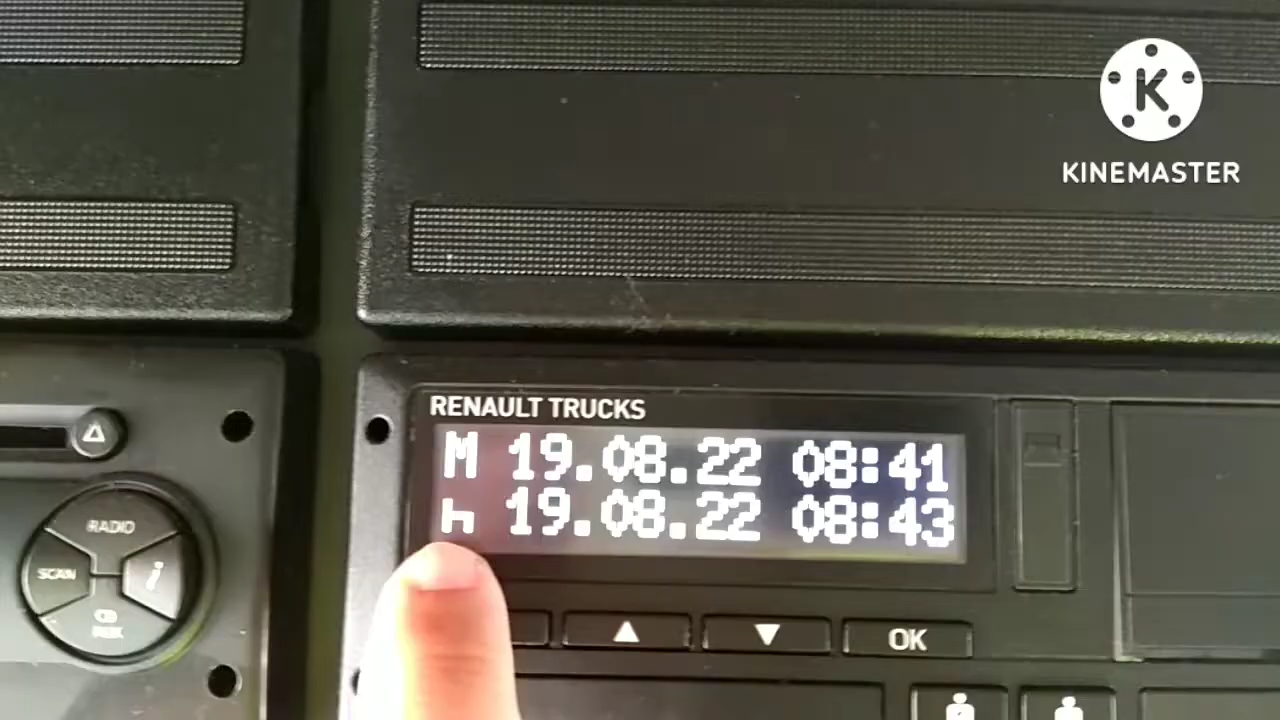 K
KINEMASTER
RENAULT TRUCKS
M 19.08.22 08:41
19.08.22 08:43
RADIO
SCAN
i
OK